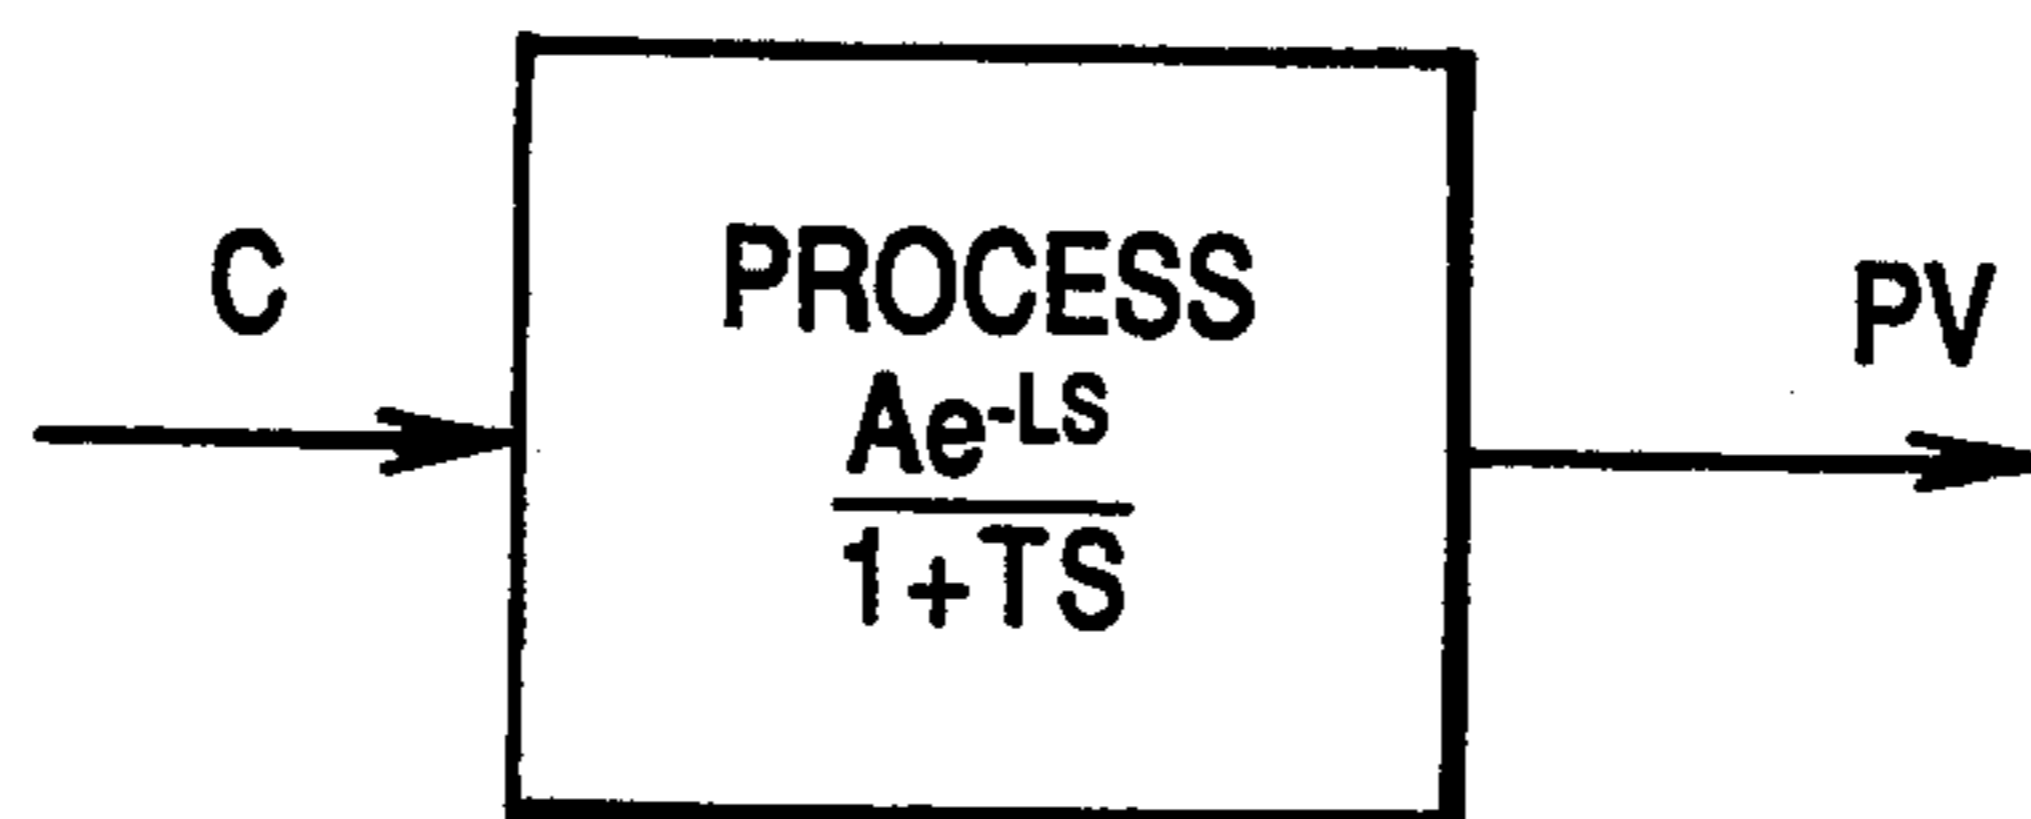 C
PROCESS
Ae^-LS
1+TS
PV